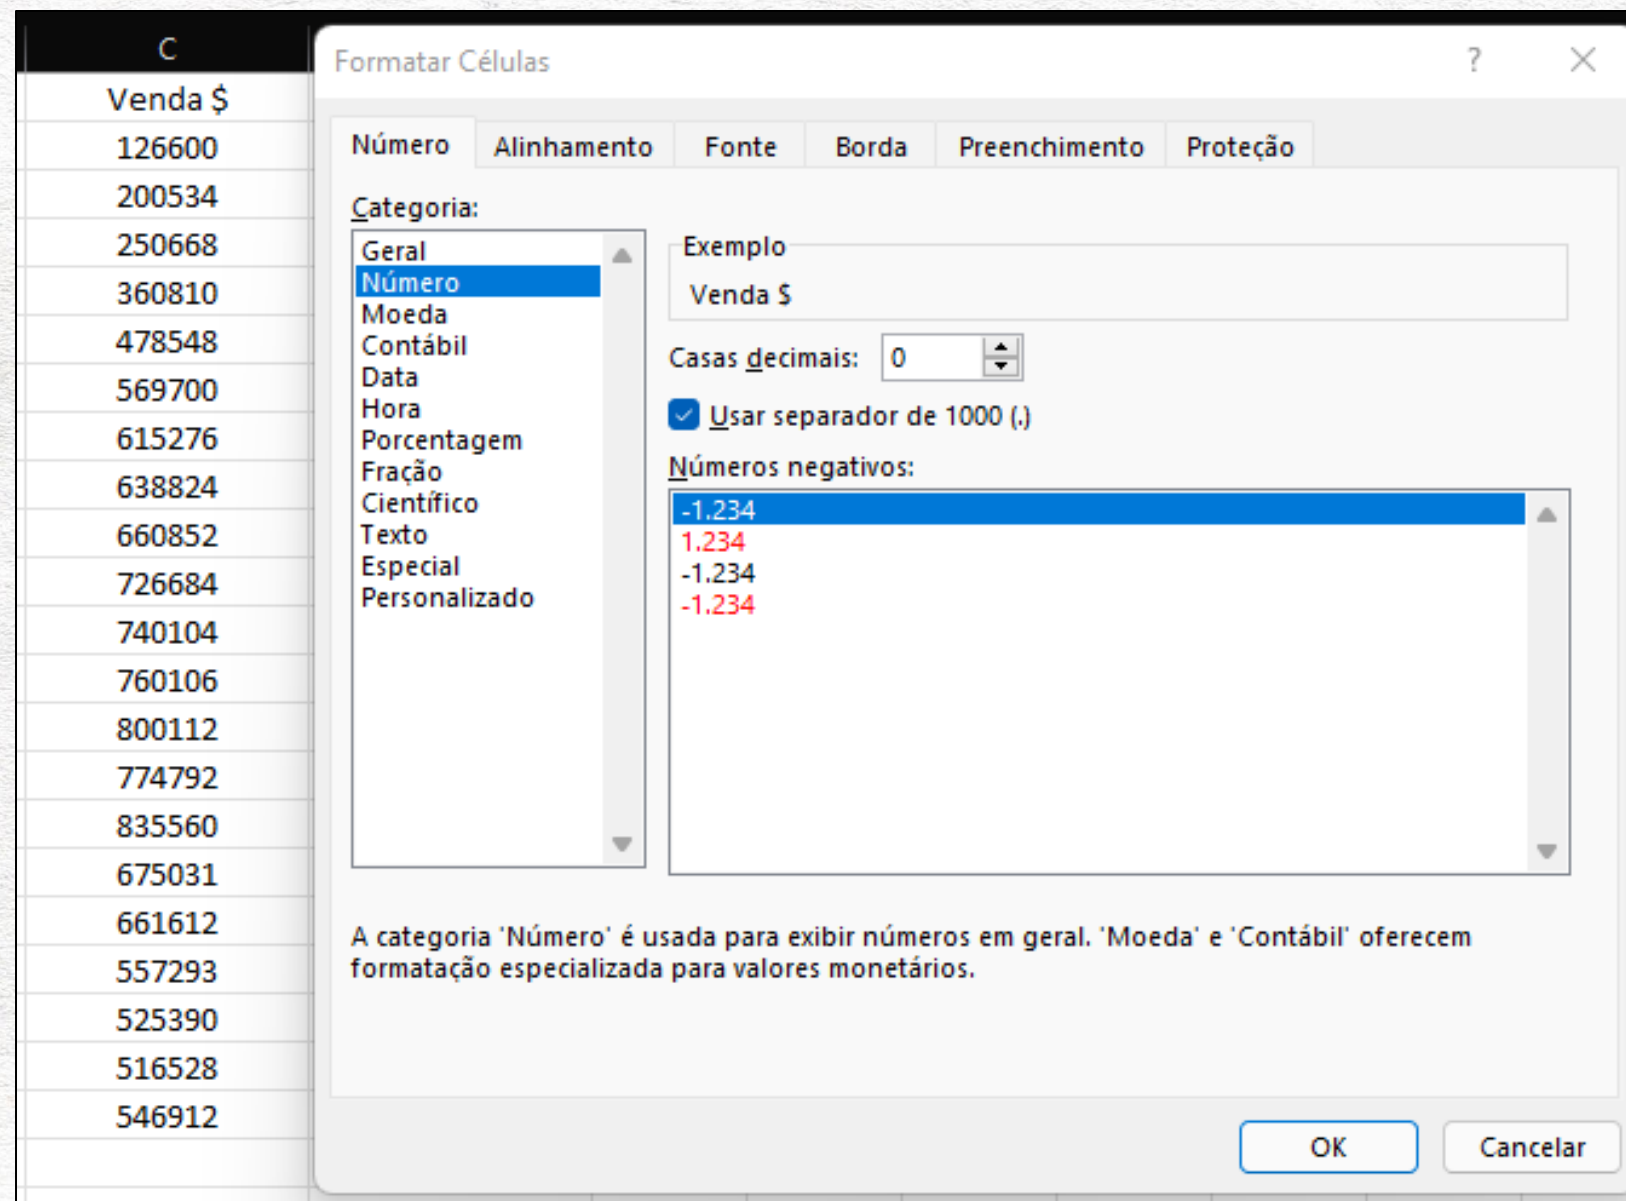 C
Venda $
126600
200534
250668
360810
478548
569700
615276
638824
660852
726684
740104
760106
800112
774792
835560
675031
661612
557293
525390
516528
546912
Formatar Células
?
Número
Alinhamento
Fonte
Borda
Preenchimento
Proteção
Categoria:
Geral
Número
Moeda
Contábil
Data
Hora
Porcentagem
Fração
Científico
Texto
Especial
Personalizado
Exemplo
Venda $
Casas decimais: 0
Usar separador de 1000 (.)
Números negativos:
-1.234
1.234
-1.234
-1.234
A categoria 'Número' é usada para exibir números em geral. 'Moeda' e 'Contábil' oferecem
formatação especializada para valores monetários.
OK
Cancelar